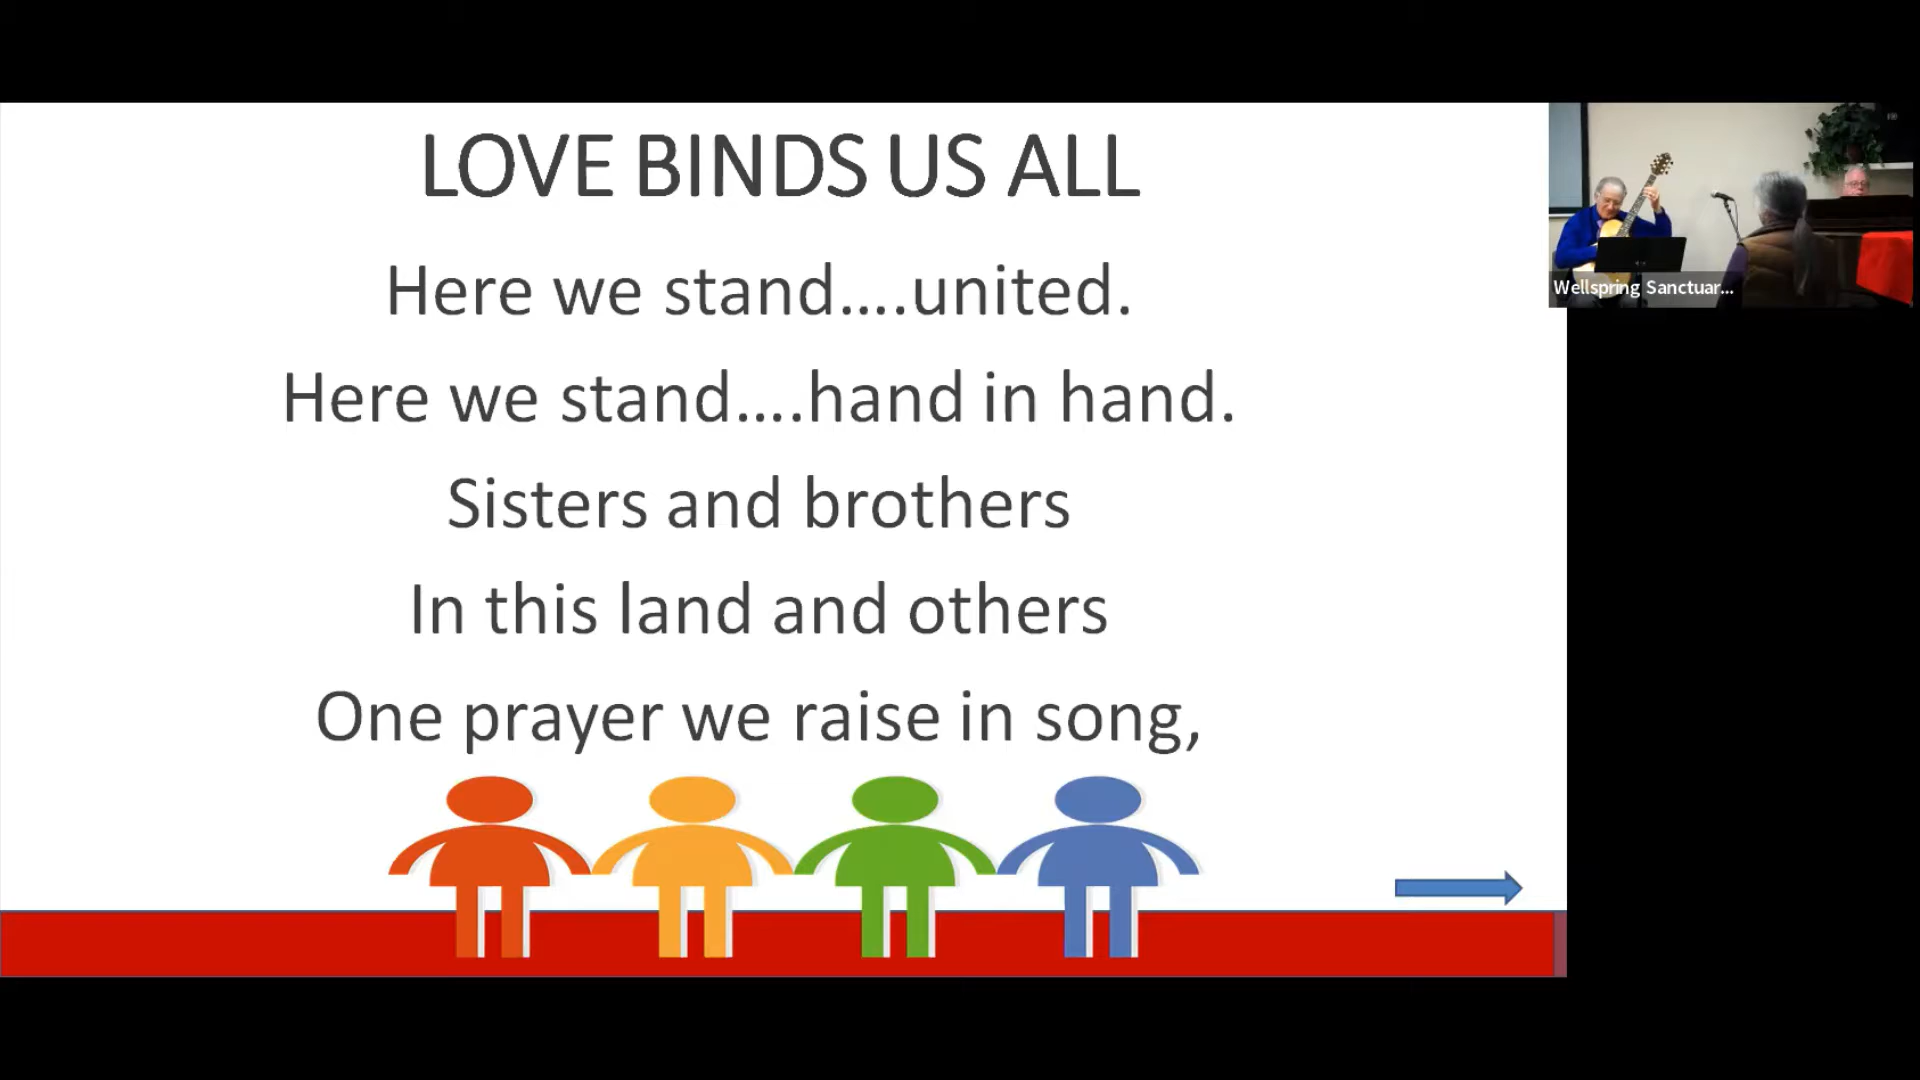 LOVE BINDS US ALL
Here we stand....united.
Here we stand....hand in hand.
Sisters and brothers
In this land and others
One prayer we raise in song,
Wellspring Sanctuar...